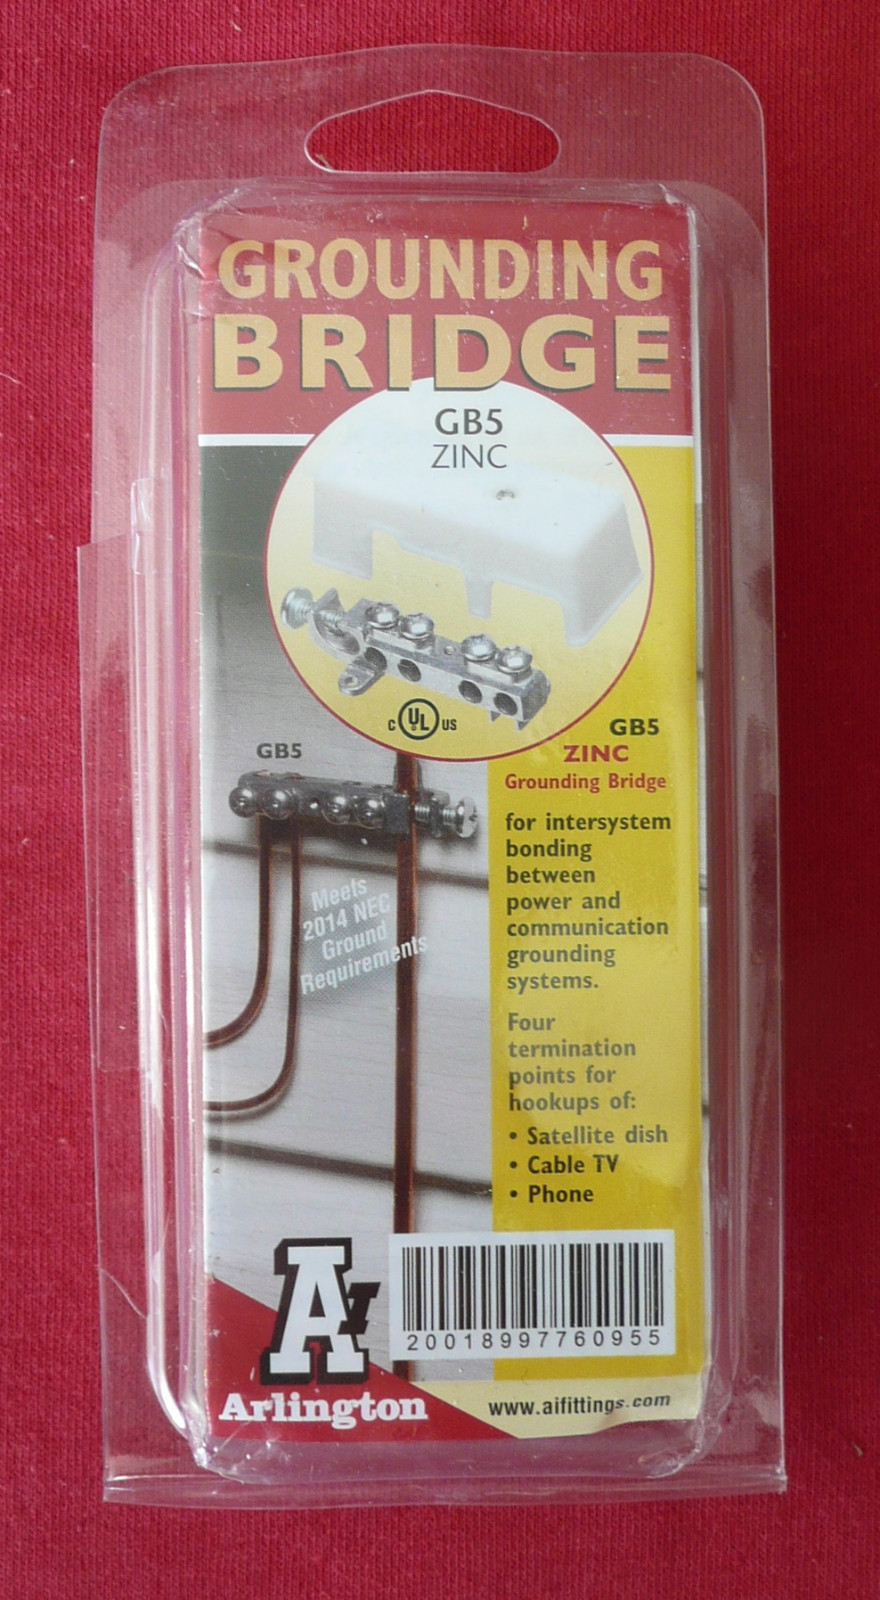 GROUNDING
BRIDGE
GB5
ZINC
C UL US
GB5
GB5
ZINC
Grounding Bridge
for intersystem
bonding
between
power and
communication
grounding
systems.
Meets
2014 NEC
Ground
Requirements
Four
termination
points for
hookups of:
• Satellite dish
• Cable TV
• Phone
20018997760955
AI
Arlington
www.aifittings.com